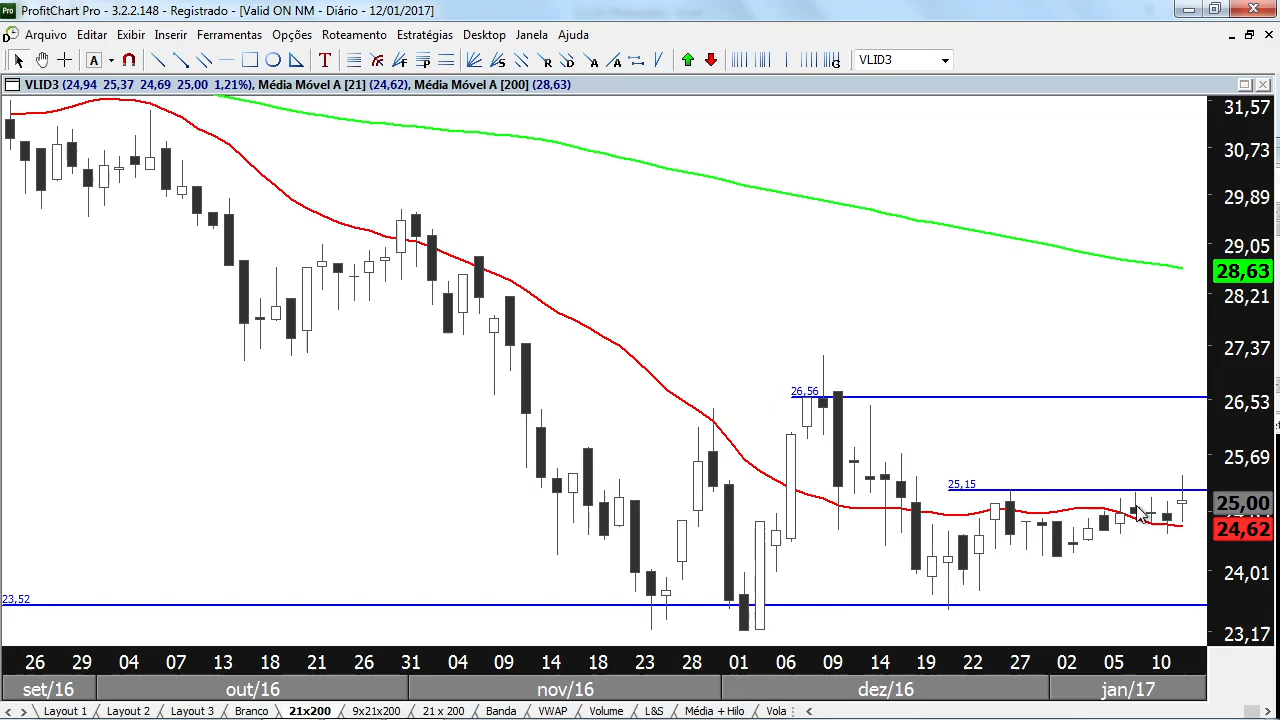 Pro ProfitChart Pro - 3.2.2.148 - Registrado - [Valid ON NM - Diário - 12/01/2017]
Arquivo Editar Exibir Inserir Ferramentas Opções Roteamento Estratégias Desktop Janela Ajuda
VLID3
VLID3 (24,94 25,37 24,69 25,00 1,21%), Média Móvel A [21] (24,62), Média Móvel A [200] (28,63)
31,57
30,73
29,89
29,05
28,63
28,21
27,37
26,56
26,53
25,69
25,15
25,00
24,62
24,01
23,52
23,17
26 29 04 07 13 18 21 26 31 04 09 14 18 23 28 01 06 09 14 19 22 27 02 05 10
set/16 out/16 nov/16 dez/16 jan/17
Layout 1 Layout 2 Layout 3 Branco 21x200 9x21x200 21 x 200 Banda VWAP Volume L&S Média + Hilo Vola